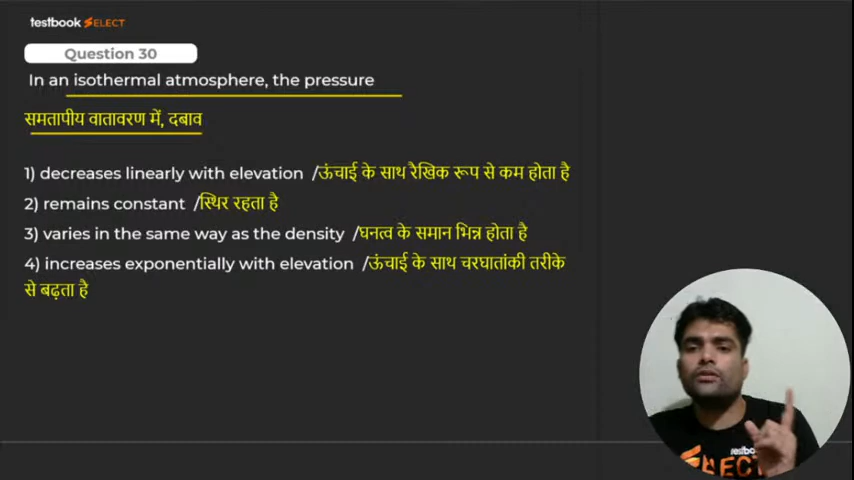 testbook SELECT
Question 30
In an isothermal atmosphere, the pressure
समतापीय वातावरण में, दबाव
1) decreases linearly with elevation /ऊंचाई के साथ रैखिक रूप से कम होता है
2) remains constant /स्थिर रहता है
3) varies in the same way as the density /घनत्व के समान भिन्न होता है
4) increases exponentially with elevation /ऊंचाई के साथ चरघातांकी तरीके
से बढ़ता है
testbook
SELECT